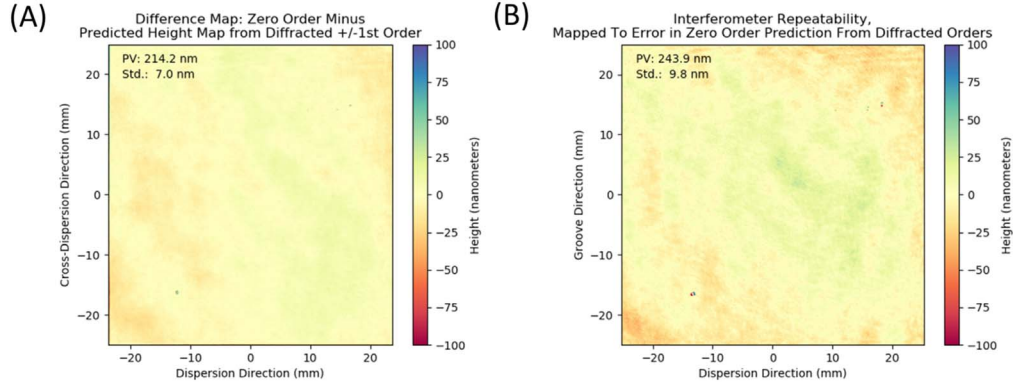 (A)
Difference Map: Zero Order Minus
Predicted Height Map from Diffracted +/-1st Order
PV: 214.2 nm
Std.: 7.0 nm
20
10
0
−10
−20
Cross-Dispersion Direction (mm)
−20 −10 0 10 20
Dispersion Direction (mm)
100
75
50
25
0
−25
−50
−75
−100
Height (nanometers)
(B)
Interferometer Repeatability,
Mapped To Error in Zero Order Prediction From Diffracted Orders
PV: 243.9 nm
Std.: 9.8 nm
20
10
0
−10
−20
Groove Direction (mm)
−20 −10 0 10 20
Dispersion Direction (mm)
100
75
50
25
0
−25
−50
−75
−100
Height (nanometers)